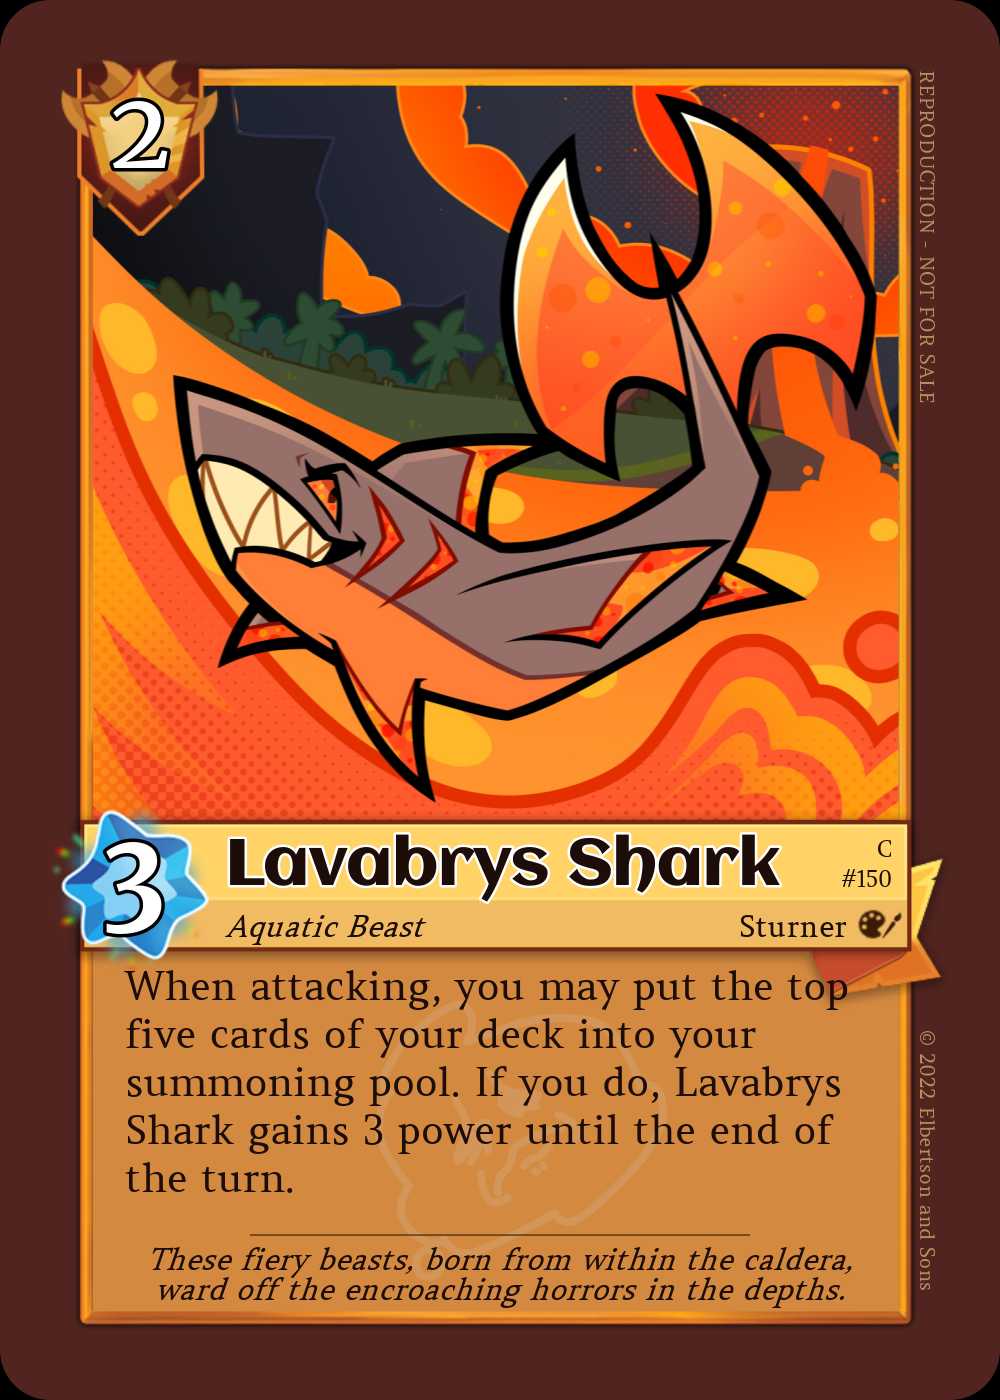 2
REPRODUCTION - NOT FOR SALE
3
Lavabrys Shark
C
#150
Aquatic Beast
Sturner
When attacking, you may put the top
five cards of your deck into your
summoning pool. If you do, Lavabrys
Shark gains 3 power until the end of
the turn.
These fiery beasts, born from within the caldera,
ward off the encroaching horrors in the depths.
© 2022 Elbertson and Sons